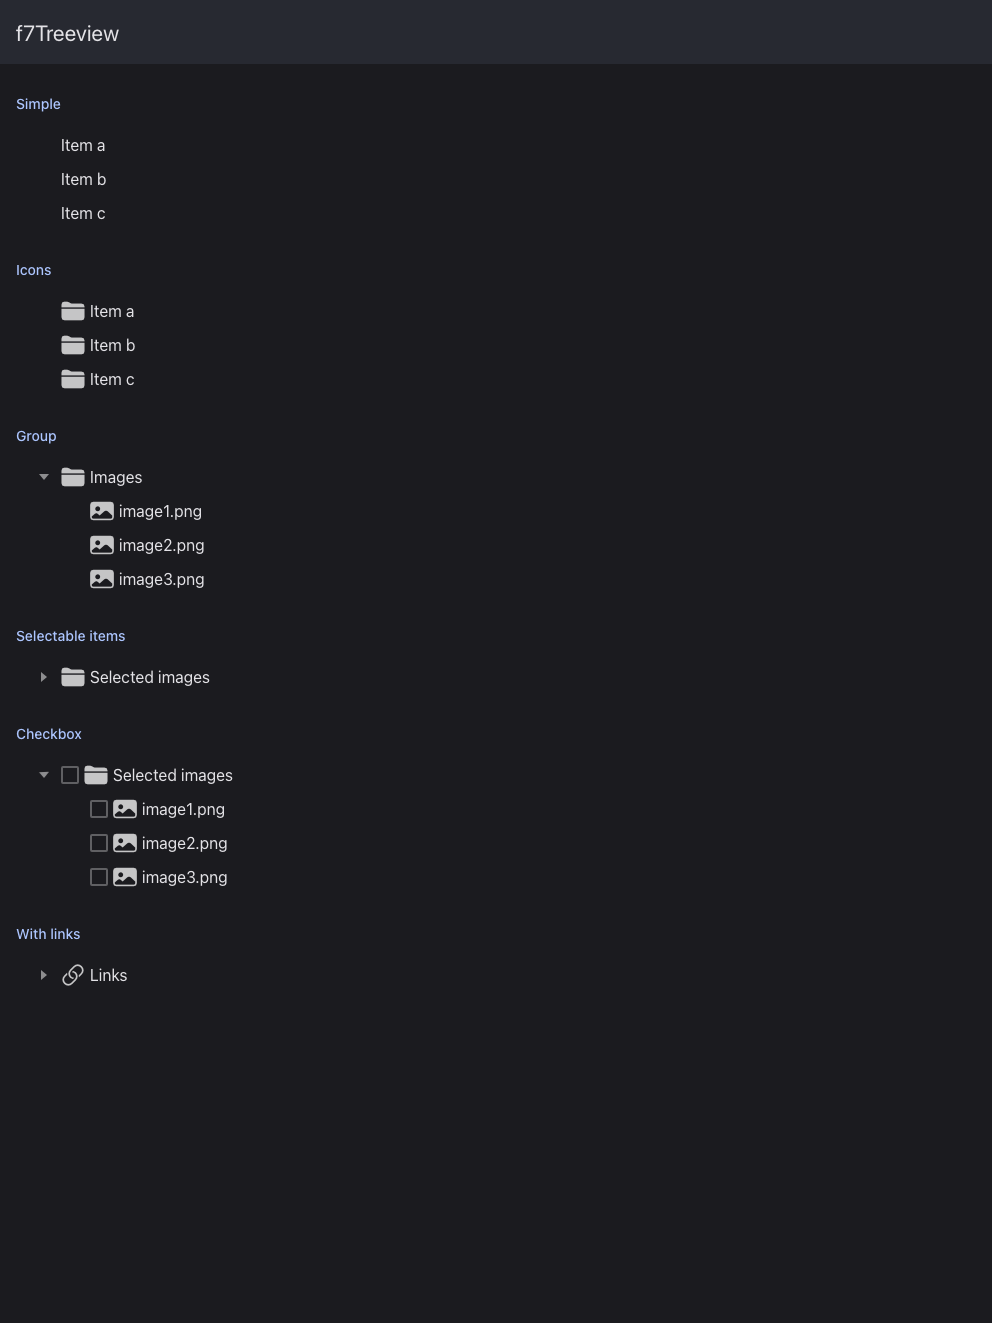 f7Treeview
Simple
Item a
Item b
Item c
Icons
Item a
Item b
Item c
Group
Images
image1.png
image2.png
image3.png
Selectable items
Selected images
Checkbox
Selected images
image1.png
image2.png
image3.png
With links
Links